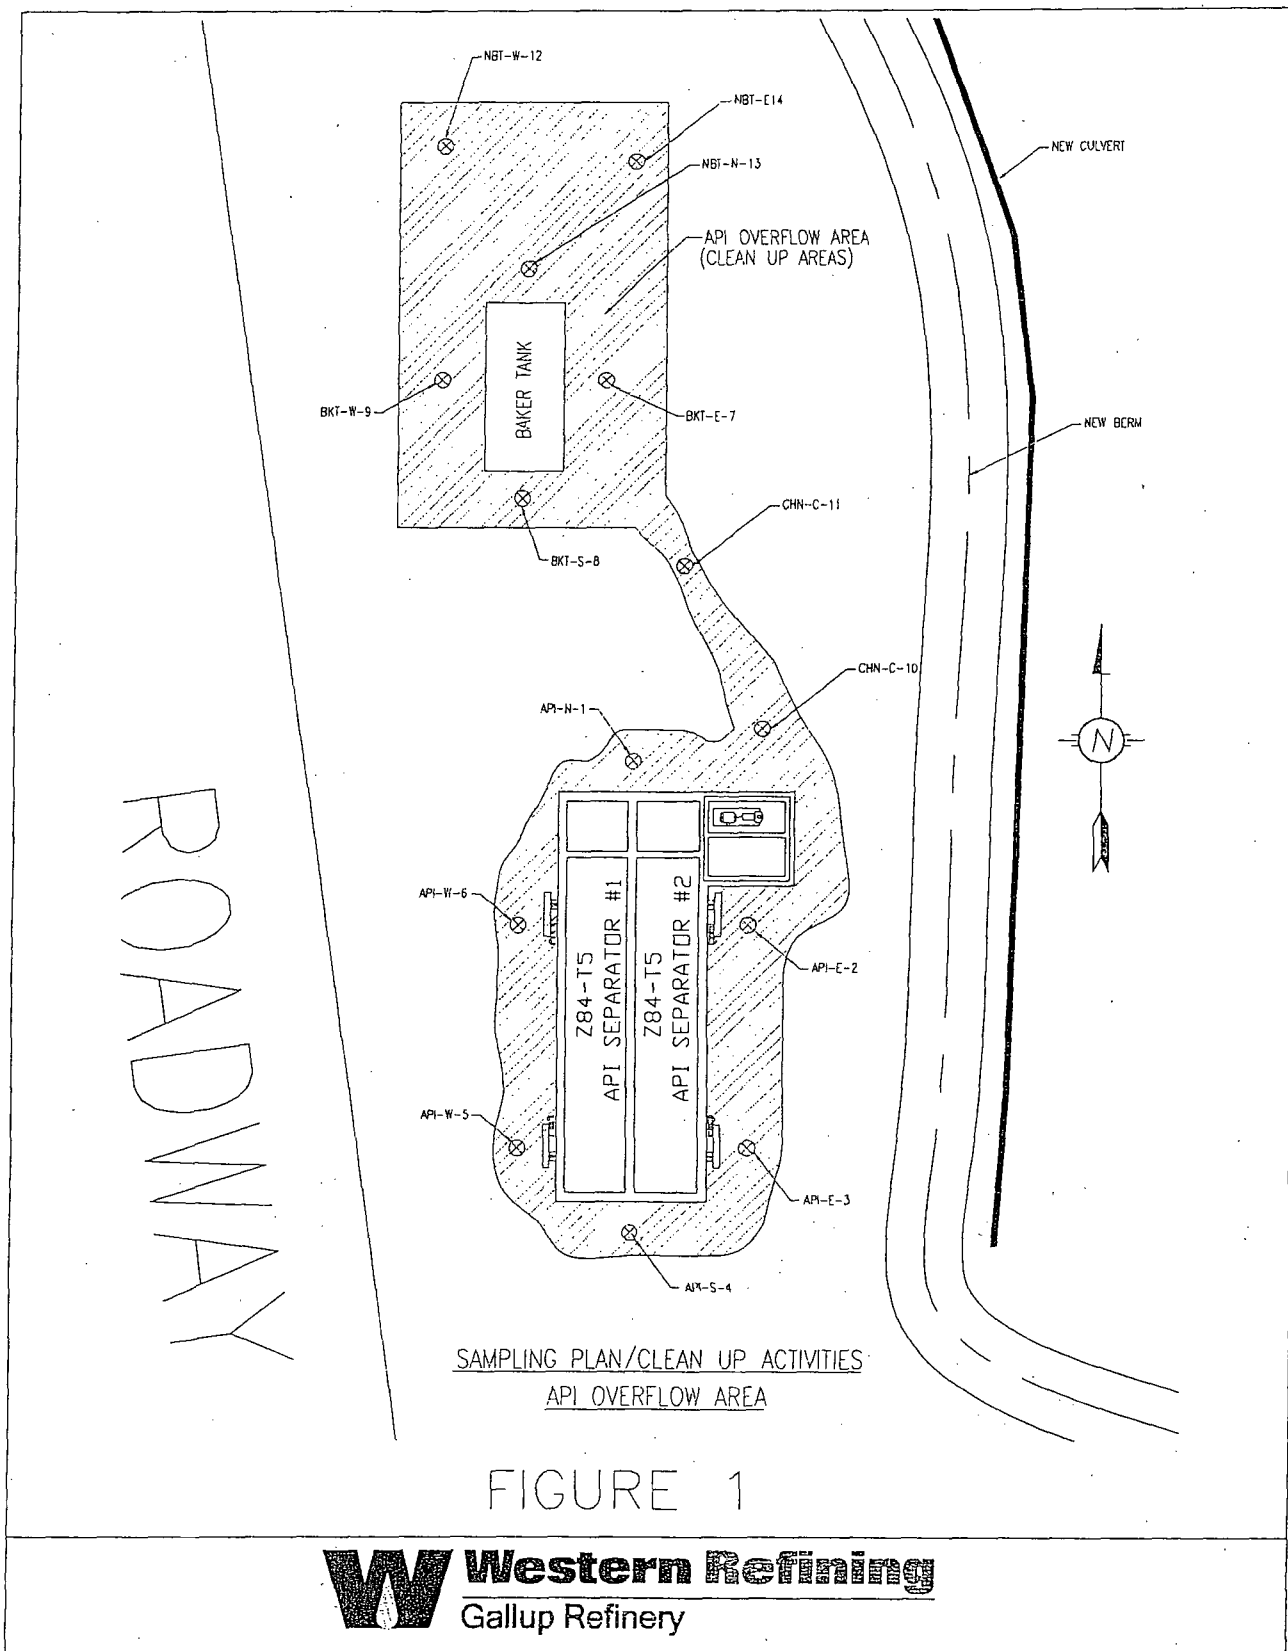 NBT-W-12
NBT-E14
NBT-N-13
NEW CULVERT
API OVERFLOW AREA
(CLEAN UP AREAS)
BAKER TANK
BKT-W-9
BKT-E-7
NEW BERM
CHN-C-11
BKT-S-8
CHN-C-10
API-N-1
N
ROADWAY
API-W-6
Z84-T5
API SEPARATOR #1
Z84-T5
API SEPARATOR #2
API-E-2
API-W-5
API-E-3
API-S-4
SAMPLING PLAN/CLEAN UP ACTIVITIES
API OVERFLOW AREA
FIGURE 1
W Western Refining
Gallup Refinery